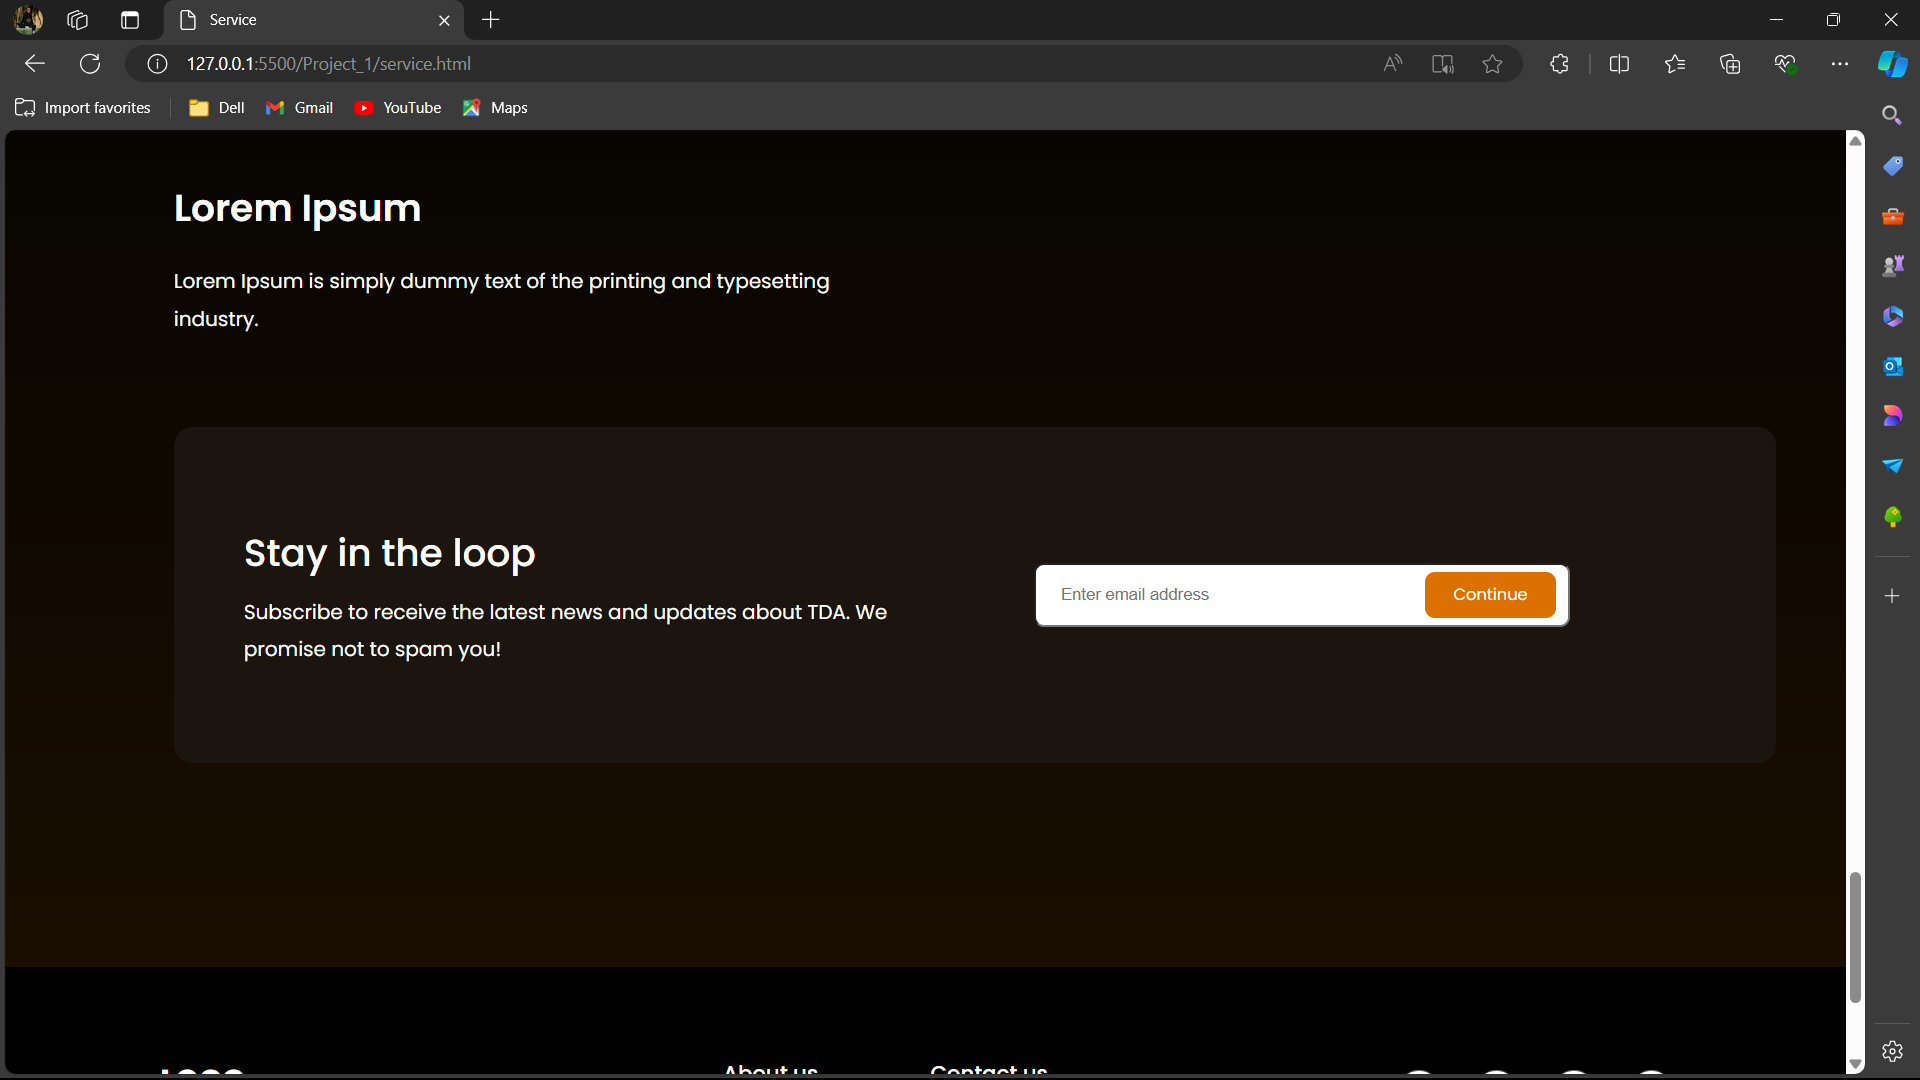 Service
127.0.0.1:5500/Project_1/service.html
Import favorites
Dell
Gmail
YouTube
Maps
Lorem Ipsum
Lorem Ipsum is simply dummy text of the printing and typesetting
industry.
Stay in the loop
Subscribe to receive the latest news and updates about TDA. We
promise not to spam you!
Enter email address
Continue
About us
Contact us